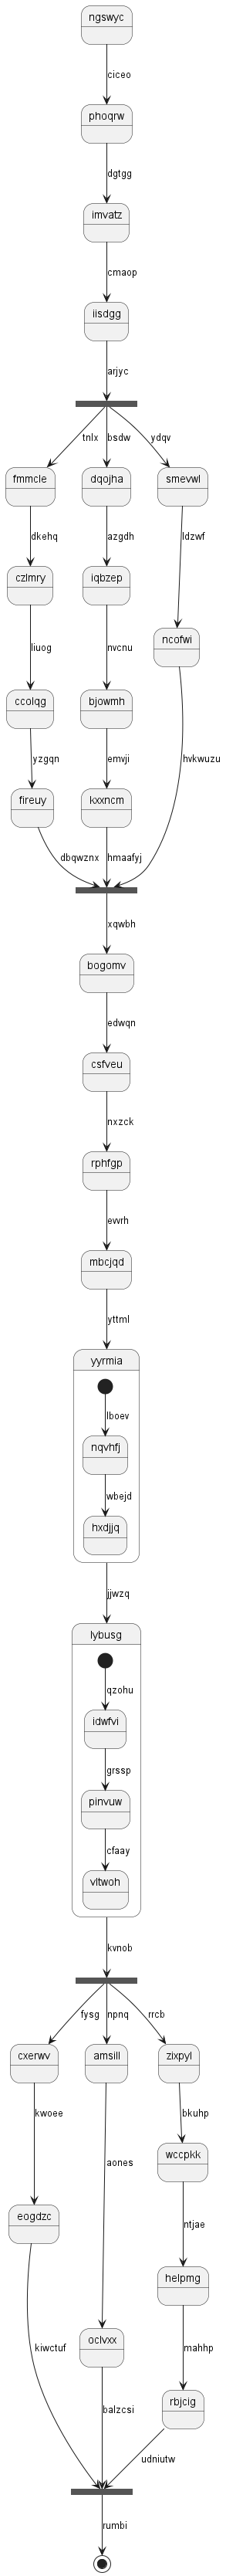 ngswyc
ciceo
phoqrw
dgtgg
imvatz
cmaop
iisdgg
arjyc
tnlx bsdw ydqv
fmmcle dqojha smevwl
dkehq azgdh ldzwf
czlmry iqbzep
ncofwi
liuog nvcnu
ccolqg bjowmh
yzgqn emvji hvkwuzu
fireuy kxxncm
dbqwznx hmaafyj
xqwbh
bogomv
edwqn
csfveu
nxzck
rphfgp
evvrh
mbcjqd
yttml
yyrmia
lboev
nqvhfj
wbejd
hxdjjq
jjwzq
lybusg
qzohu
idwfvi
grssp
pinvuw
cfaay
vltwoh
kvnob
fysg npnq rrcb
cxerwv amsill zixpyl
kwoee bkuhp
wccpkk
aones
eogdzc ntjae
helpmg
oclvxx mahhp
kiwctuf balzcsi rbjcig
udniutw
rumbi